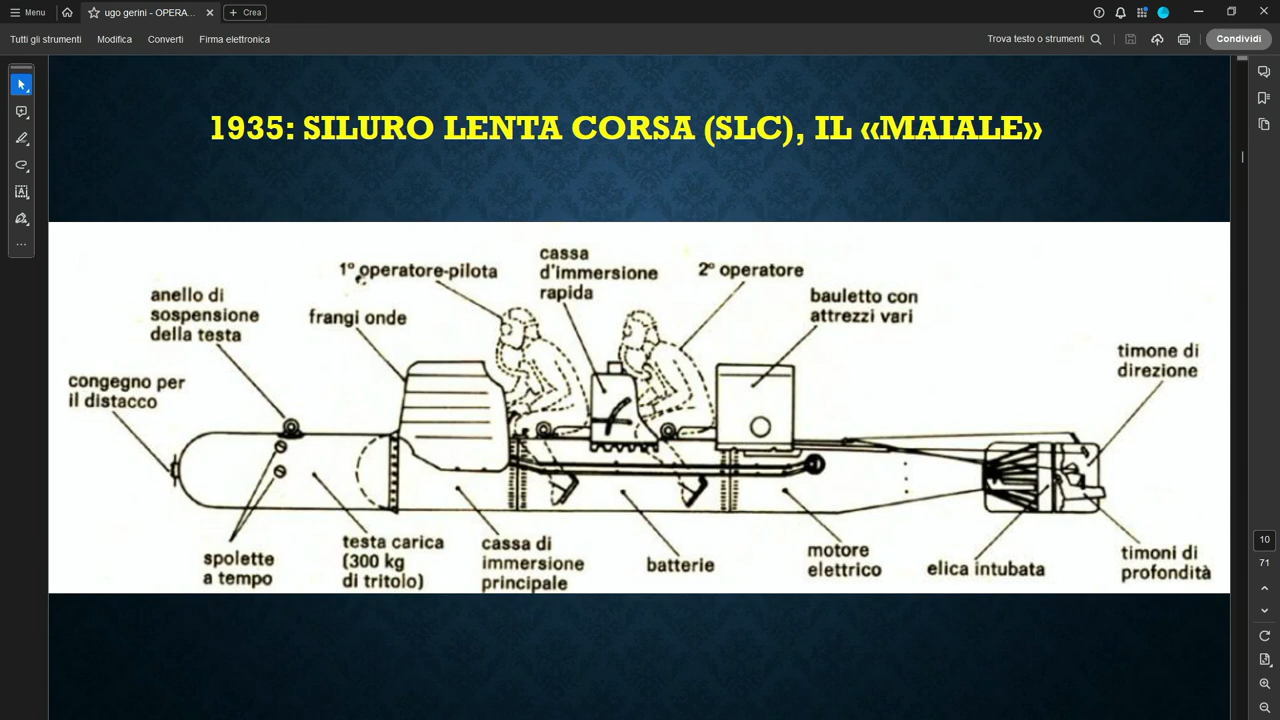 Menu
ugo gerini - OPERA...
Crea
Tutti gli strumenti
Modifica
Converti
Firma elettronica
Trova testo o strumenti
Condividi
1935: SILURO LENTA CORSA (SLC), IL «MAIALE»
cassa
d'immersione
rapida
1° operatore-pilota
2° operatore
anello di
sospensione
della testa
frangi onde
bauletto con
attrezzi vari
timone di
direzione
congegno per
il distacco
spolette
a tempo
testa carica
(300 kg
di tritolo)
cassa di
immersione
principale
batterie
motore
elettrico
elica intubata
timoni di
profondità
10
71